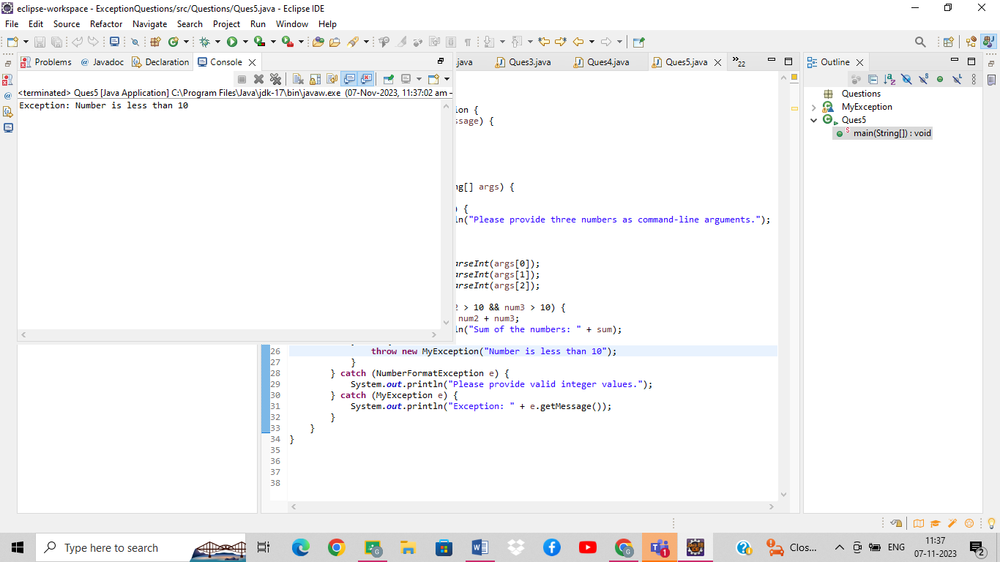 eclipse-workspace - ExceptionQuestions/src/Questions/Ques5.java - Eclipse IDE
File Edit Source Refactor Navigate Search Project Run Window Help
Problems @ Javadoc Declaration Console
.java Ques3.java Ques4.java Ques5.java »22
Outline
<terminated> Ques5 [Java Application] C:\Program Files\Java\jdk-17\bin\javaw.exe (07-Nov-2023, 11:37:02 am –
Exception: Number is less than 10
Questions
MyException
Ques5
main(String[]) : void
ion {
ssage) {
ng[] args) {
) {
ln("Please provide three numbers as command-line arguments.");
arseInt(args[0]);
arseInt(args[1]);
arseInt(args[2]);
2 > 10 && num3 > 10) {
num2 + num3;
ln("Sum of the numbers: " + sum);
26 throw new MyException("Number is less than 10");
27 }
28 } catch (NumberFormatException e) {
29 System.out.println("Please provide valid integer values.");
30 } catch (MyException e) {
31 System.out.println("Exception: " + e.getMessage());
32 }
33 }
34 }
35
36
37
38
Type here to search
Clos...
ENG
11:37
07-11-2023
2